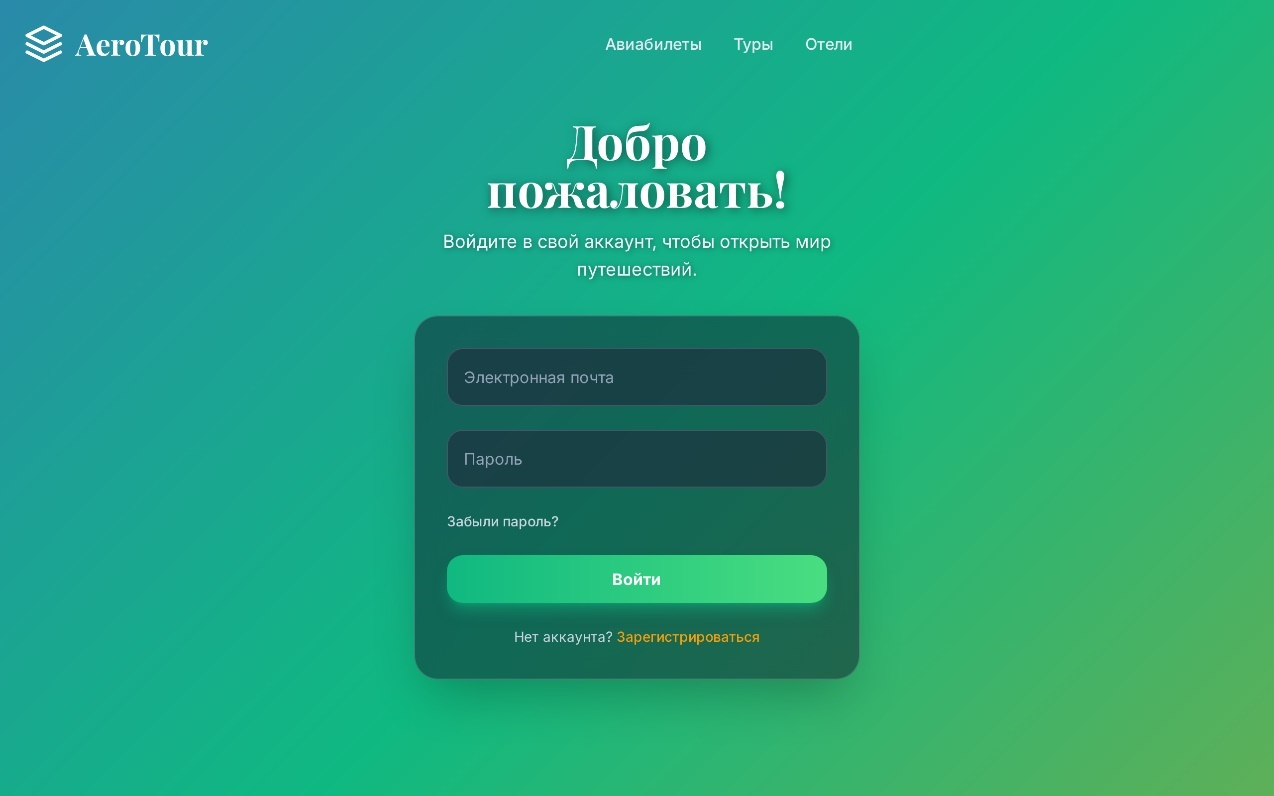 AeroTour
Авиабилеты Туры Отели
Добро
пожаловать!
Войдите в свой аккаунт, чтобы открыть мир
путешествий.
Электронная почта
Пароль
Забыли пароль?
Войти
Нет аккаунта? Зарегистрироваться